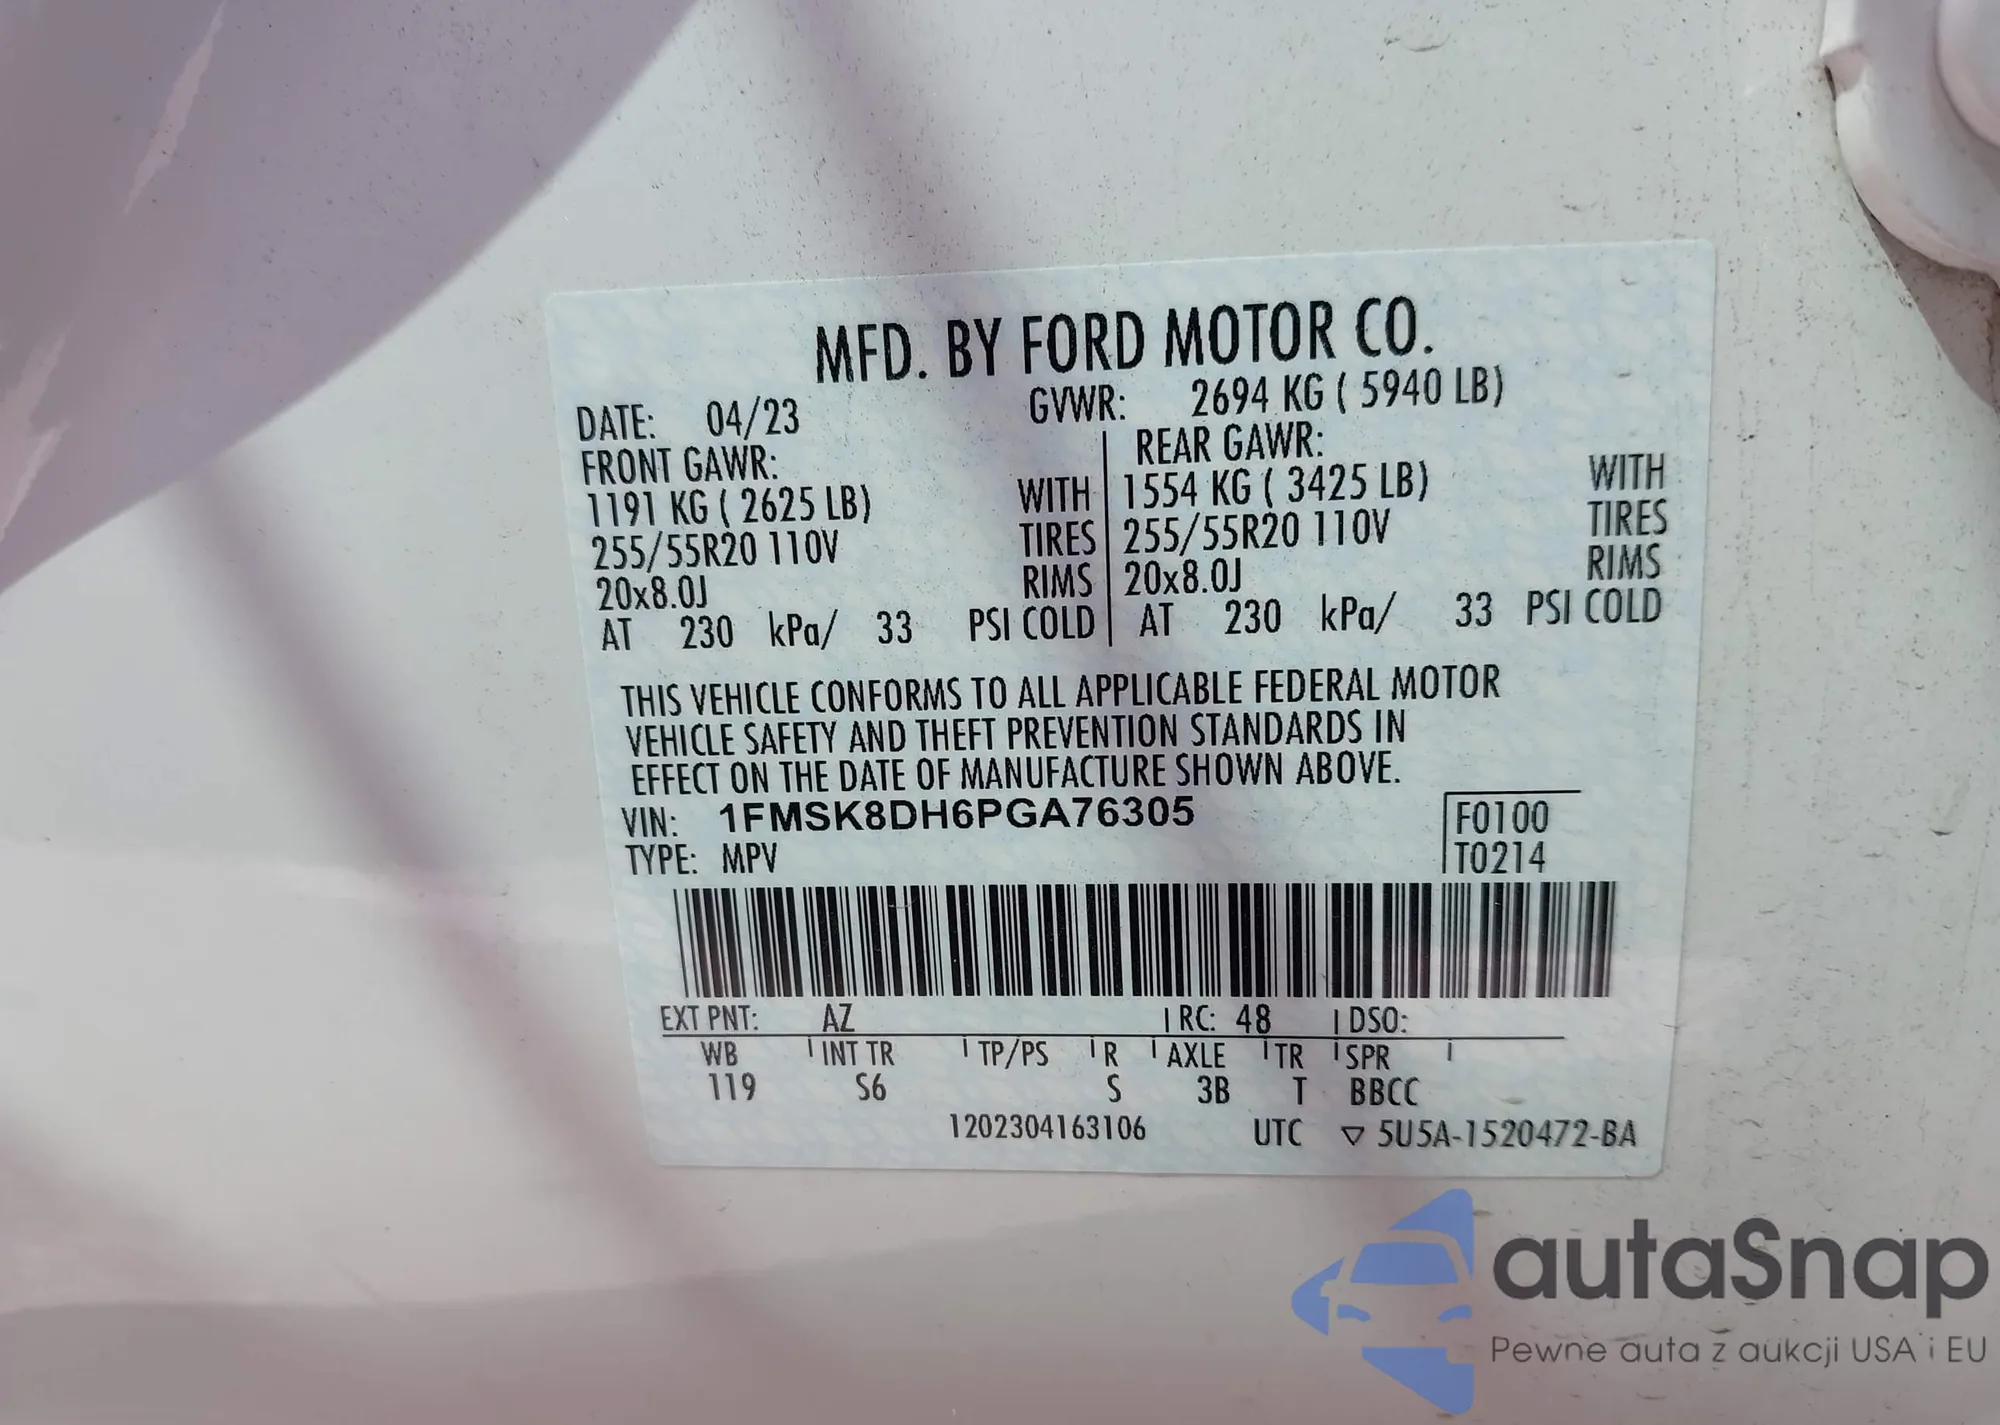 MFD. BY FORD MOTOR CO.
DATE: 04/23 GVWR: 2694 KG ( 5940 LB)
FRONT GAWR: REAR GAWR:
1191 KG ( 2625 LB) WITH 1554 KG ( 3425 LB) WITH
255/55R20 110V TIRES 255/55R20 110V TIRES
20x8.0J RIMS 20x8.0J RIMS
AT 230 kPa/ 33 PSI COLD AT 230 kPa/ 33 PSI COLD
THIS VEHICLE CONFORMS TO ALL APPLICABLE FEDERAL MOTOR
VEHICLE SAFETY AND THEFT PREVENTION STANDARDS IN
EFFECT ON THE DATE OF MANUFACTURE SHOWN ABOVE.
VIN: 1FMSK8DH6PGA76305 F0100
TYPE: MPV T0214
EXT PNT: AZ RC: 48 DSO:
WB INT TR TP/PS R AXLE TR SPR
119 S6 S 3B T BBCC
1202304163106 UTC ▽ 5U5A-1520472-BA
autaSnap
Pewne auta z aukcji USA i EU